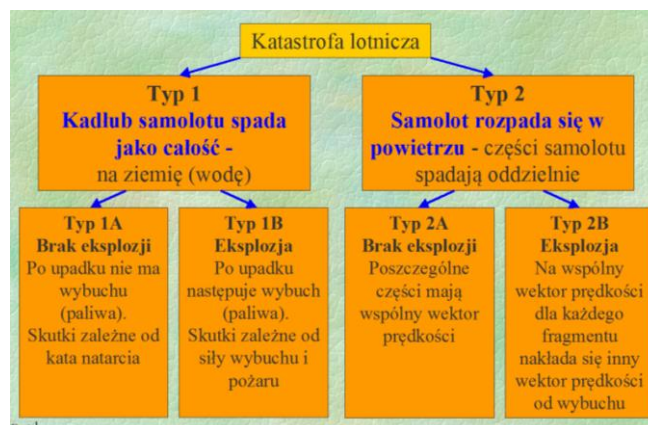 Katastrofa lotnicza
Typ 1
Kadłub samolotu spada
jako całość -
na ziemię (wodę)
Typ 2
Samolot rozpada się w
powietrzu - części samolotu
spadają oddzielnie
Typ 1A
Brak eksplozji
Po upadku nie ma
wybuchu
(paliwa).
Skutki zależne od
kata natarcia
Typ 1B
Eksplozja
Po upadku
następuje wybuch
(paliwa).
Skutki zależne od
siły wybuchu i
pożaru
Typ 2A
Brak eksplozji
Poszczególne
części mają
wspólny wektor
prędkości
Typ 2B
Eksplozja
Na wspólny
wektor prędkości
dla każdego
fragmentu
nakłada się inny
wektor prędkości
od wybuchu